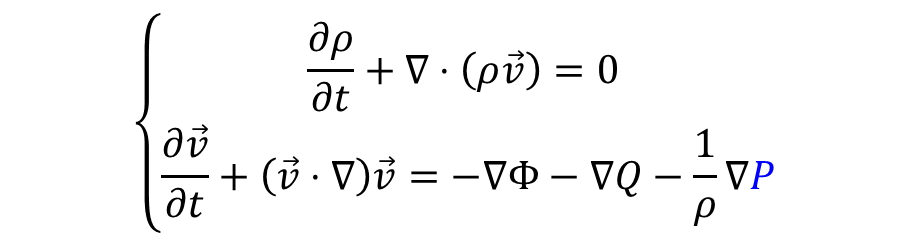 ∂ρ/∂t + ∇ · (ρv⃗) = 0
∂v⃗/∂t + (v⃗ · ∇)v⃗ = −∇Φ − ∇Q − 1/ρ ∇P